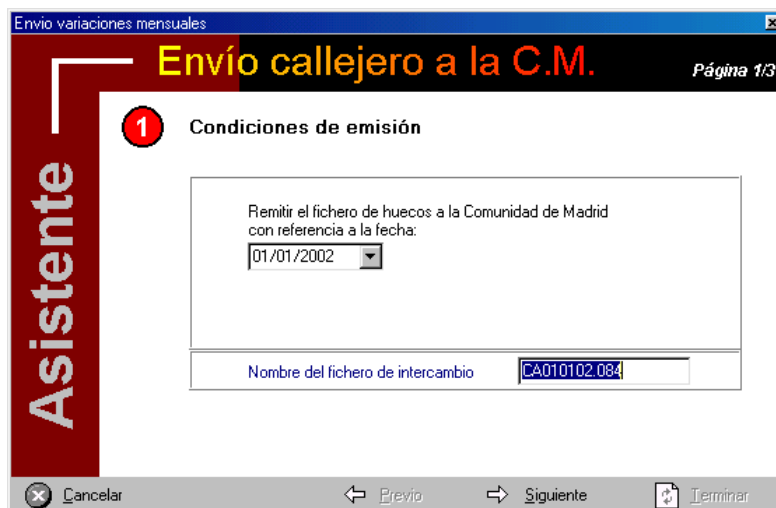 Envio variaciones mensuales
Envío callejero a la C.M.
Página 1/3
Asistente
1
Condiciones de emisión
Remitir el fichero de huecos a la Comunidad de Madrid
con referencia a la fecha:
01/01/2002
Nombre del fichero de intercambio
CA010102.084
Cancelar
Previo
Siguiente
Terminar